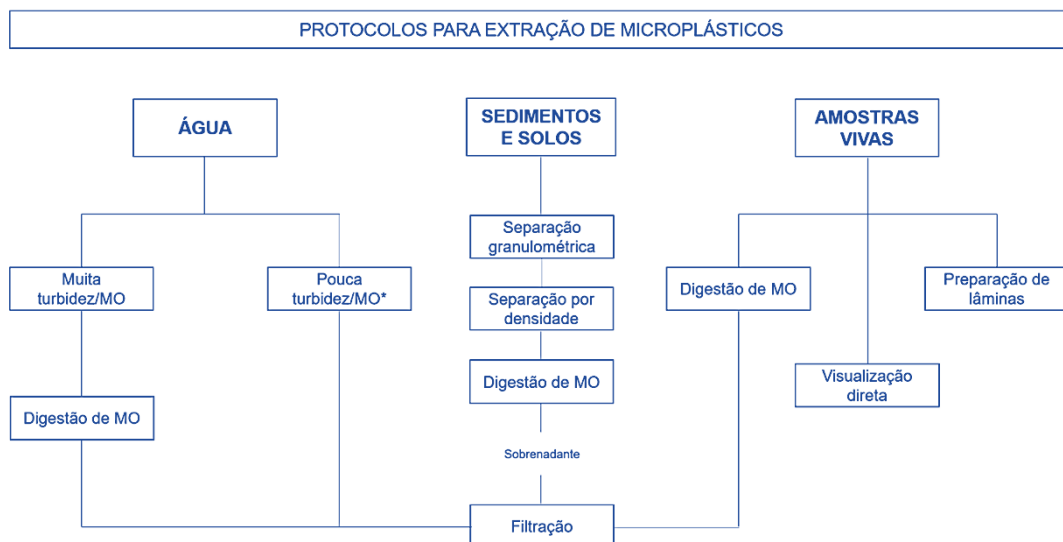 PROTOCOLOS PARA EXTRAÇÃO DE MICROPLÁSTICOS
ÁGUA
SEDIMENTOS
E SOLOS
AMOSTRAS
VIVAS
Separação
granulométrica
Muita
turbidez/MO
Pouca
turbidez/MO*
Digestão de MO
Preparação de
lâminas
Separação por
densidade
Digestão de MO
Visualização
direta
Digestão de MO
Sobrenadante
Filtração